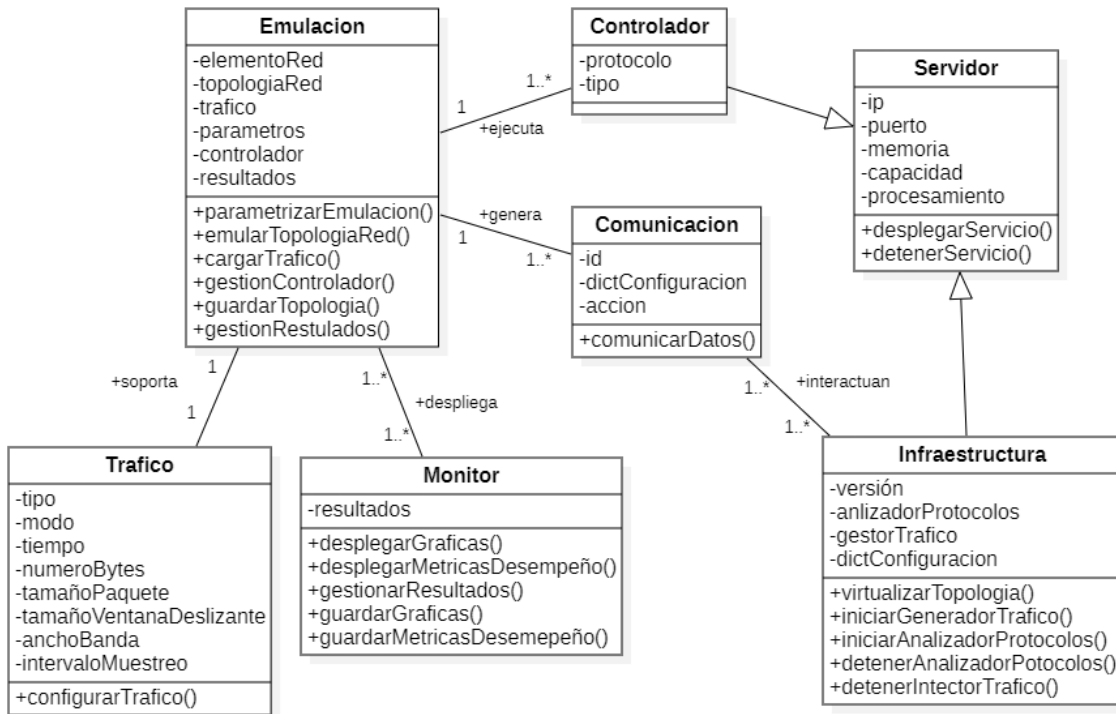 Emulacion
-elementoRed
-topologiaRed
-trafico
-parametros
-controlador
-resultados
+parametrizarEmulacion()
+emularTopologiaRed()
+cargarTrafico()
+gestionControlador()
+guardarTopologia()
+gestionRestulados()
1
1..*
+ejecuta
Controlador
-protocolo
-tipo
Servidor
-ip
-puerto
-memoria
-capacidad
-procesamiento
+desplegarServicio()
+detenerServicio()
+genera
1
1..*
Comunicacion
-id
-dictConfiguracion
-accion
+comunicarDatos()
1..*
+interactuan
1..*
+soporta
1
1
1..*
+despliega
1..*
Trafico
-tipo
-modo
-tiempo
-numeroBytes
-tamañoPaquete
-tamañoVentanaDeslizante
-anchoBanda
-intervaloMuestreo
+configurarTrafico()
Monitor
-resultados
+desplegarGraficas()
+desplegarMetricasDesempeño()
+gestionarResultados()
+guardarGraficas()
+guardarMetricasDesemepeño()
Infraestructura
-versión
-anlizadorProtocolos
-gestorTrafico
-dictConfiguracion
+virtualizarTopologia()
+iniciarGeneradorTrafico()
+iniciarAnalizadorProtocolos()
+detenerAnalizadorPotocolos()
+detenerIntectorTrafico()